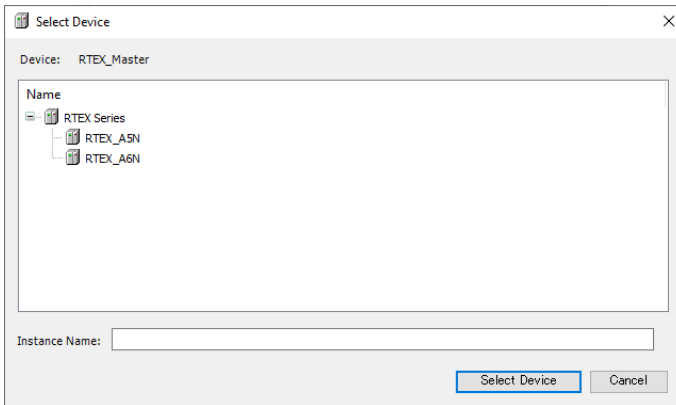 Select Device
Device: RTEX_Master
Name
RTEX Series
RTEX_A5N
RTEX_A6N
Instance Name:
Select Device Cancel